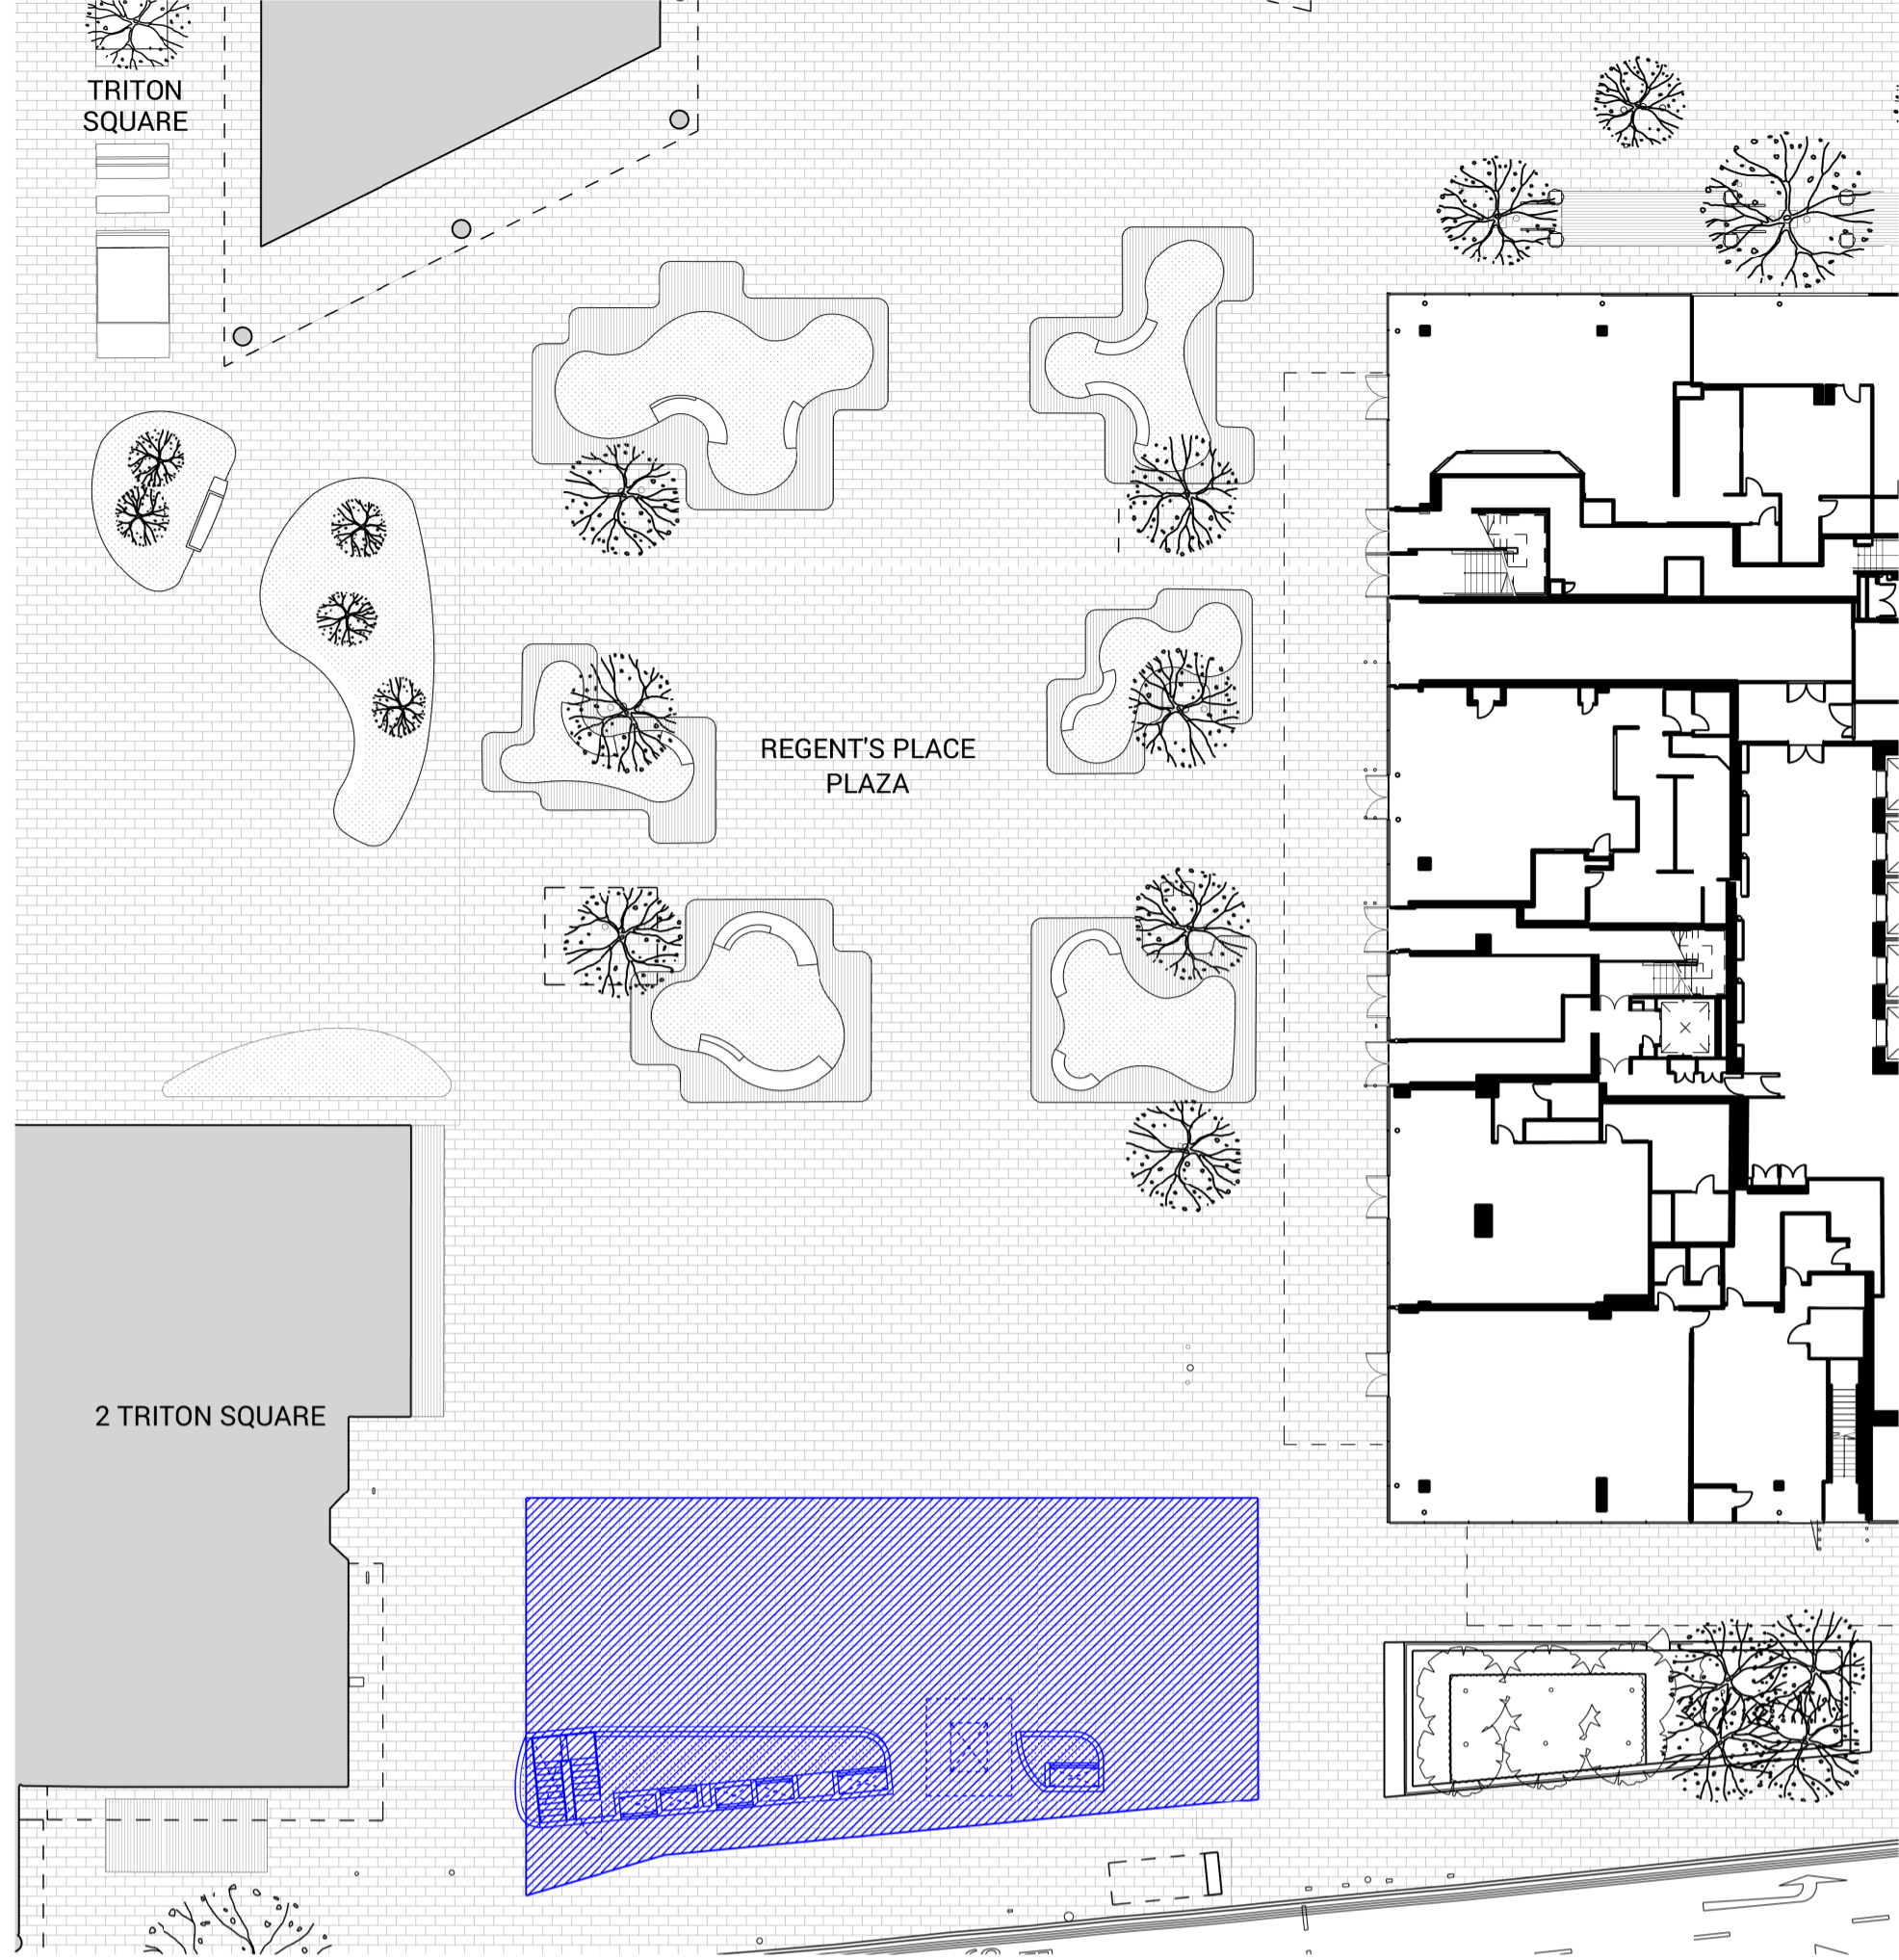 TRITON
SQUARE
REGENT'S PLACE
PLAZA
2 TRITON SQUARE